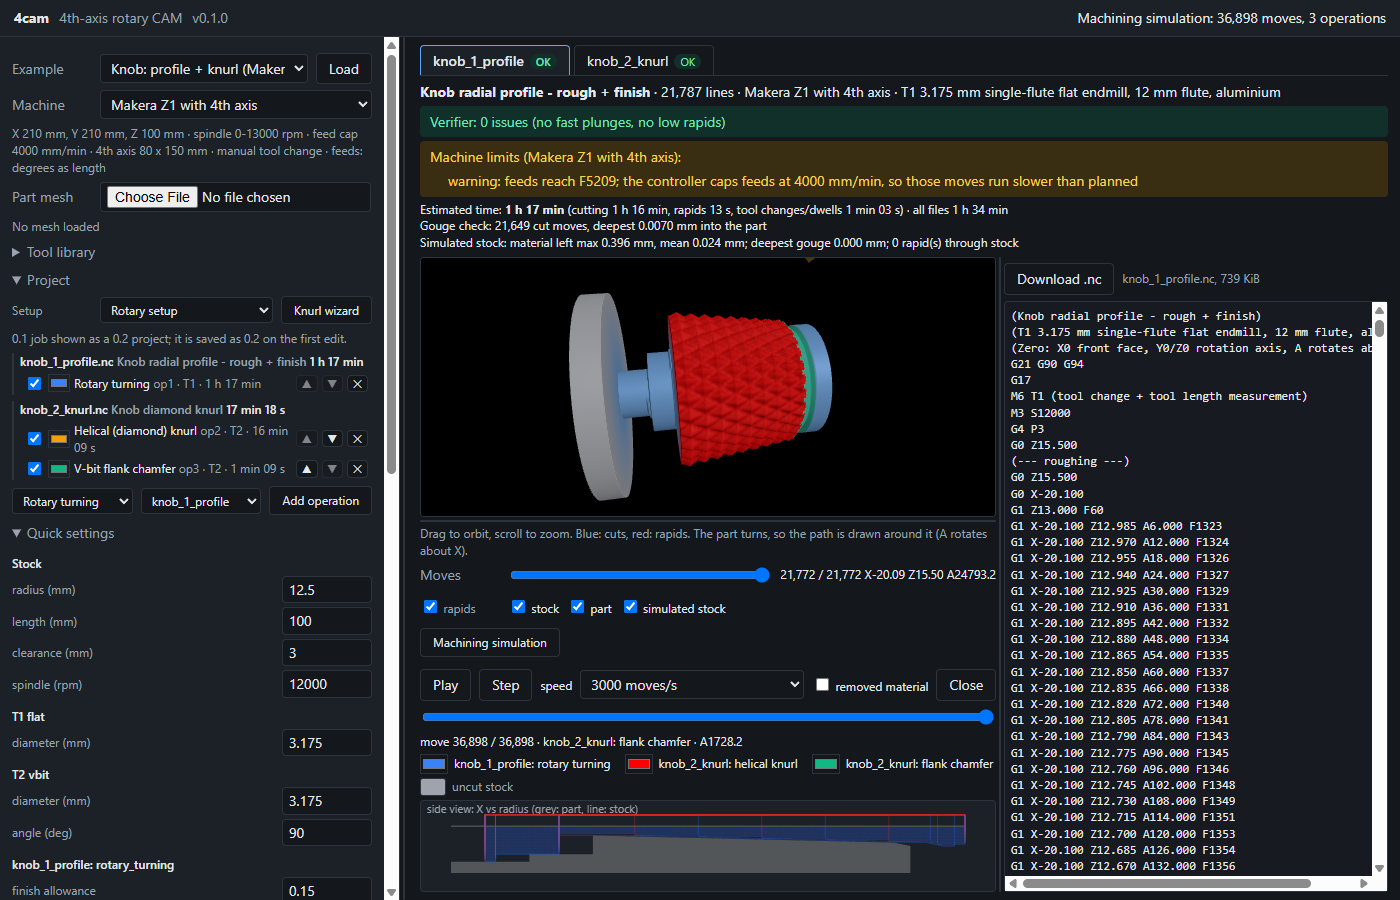 4cam 4th-axis rotary CAM v0.1.0
Machining simulation: 36,898 moves, 3 operations
Example
Knob: profile + knurl (Maker
Load
Machine
Makera Z1 with 4th axis
X 210 mm, Y 210 mm, Z 100 mm · spindle 0-13000 rpm · feed cap
4000 mm/min · 4th axis 80 x 150 mm · manual tool change · feeds:
degrees as length
Part mesh
Choose File No file chosen
No mesh loaded
Tool library
Project
Setup
Rotary setup
Knurl wizard
0.1 job shown as a 0.2 project; it is saved as 0.2 on the first edit.
knob_1_profile.nc Knob radial profile - rough + finish 1 h 17 min
Rotary turning op1 · T1 · 1 h 17 min
knob_2_knurl.nc Knob diamond knurl 17 min 18 s
Helical (diamond) knurl op2 · T2 · 16 min
09 s
V-bit flank chamfer op3 · T2 · 1 min 09 s
Rotary turning
knob_1_profile
Add operation
Quick settings
Stock
radius (mm)
12.5
length (mm)
100
clearance (mm)
3
spindle (rpm)
12000
T1 flat
diameter (mm)
3.175
T2 vbit
diameter (mm)
3.175
angle (deg)
90
knob_1_profile: rotary_turning
finish allowance
0.15
knob_1_profile OK
knob_2_knurl OK
Knob radial profile - rough + finish · 21,787 lines · Makera Z1 with 4th axis · T1 3.175 mm single-flute flat endmill, 12 mm flute, aluminium
Verifier: 0 issues (no fast plunges, no low rapids)
Machine limits (Makera Z1 with 4th axis):
warning: feeds reach F5209; the controller caps feeds at 4000 mm/min, so those moves run slower than planned
Estimated time: 1 h 17 min (cutting 1 h 16 min, rapids 13 s, tool changes/dwells 1 min 03 s) · all files 1 h 34 min
Gouge check: 21,649 cut moves, deepest 0.0070 mm into the part
Simulated stock: material left max 0.396 mm, mean 0.024 mm; deepest gouge 0.000 mm; 0 rapid(s) through stock
Drag to orbit, scroll to zoom. Blue: cuts, red: rapids. The part turns, so the path is drawn around it (A rotates
about X).
Moves
21,772 / 21,772 X-20.09 Z15.50 A24793.2
rapids
stock
part
simulated stock
Machining simulation
Play
Step
speed
3000 moves/s
removed material
Close
move 36,898 / 36,898 · knob_2_knurl: flank chamfer · A1728.2
knob_1_profile: rotary turning
knob_2_knurl: helical knurl
knob_2_knurl: flank chamfer
uncut stock
side view: X vs radius (grey: part, line: stock)
Download .nc
knob_1_profile.nc, 739 KiB
(Knob radial profile - rough + finish)
(T1 3.175 mm single-flute flat endmill, 12 mm flute, al
(Zero: X0 front face, Y0/Z0 rotation axis, A rotates ab
G21 G90 G94
G17
M6 T1 (tool change + tool length measurement)
M3 S12000
G4 P3
G0 Z15.500
(--- roughing ---)
G0 Z15.500
G0 X-20.100
G1 Z13.000 F60
G1 X-20.100 Z12.985 A6.000 F1323
G1 X-20.100 Z12.970 A12.000 F1324
G1 X-20.100 Z12.955 A18.000 F1326
G1 X-20.100 Z12.940 A24.000 F1327
G1 X-20.100 Z12.925 A30.000 F1329
G1 X-20.100 Z12.910 A36.000 F1331
G1 X-20.100 Z12.895 A42.000 F1332
G1 X-20.100 Z12.880 A48.000 F1334
G1 X-20.100 Z12.865 A54.000 F1335
G1 X-20.100 Z12.850 A60.000 F1337
G1 X-20.100 Z12.835 A66.000 F1338
G1 X-20.100 Z12.820 A72.000 F1340
G1 X-20.100 Z12.805 A78.000 F1341
G1 X-20.100 Z12.790 A84.000 F1343
G1 X-20.100 Z12.775 A90.000 F1345
G1 X-20.100 Z12.760 A96.000 F1346
G1 X-20.100 Z12.745 A102.000 F1348
G1 X-20.100 Z12.730 A108.000 F1349
G1 X-20.100 Z12.715 A114.000 F1351
G1 X-20.100 Z12.700 A120.000 F1353
G1 X-20.100 Z12.685 A126.000 F1354
G1 X-20.100 Z12.670 A132.000 F1356